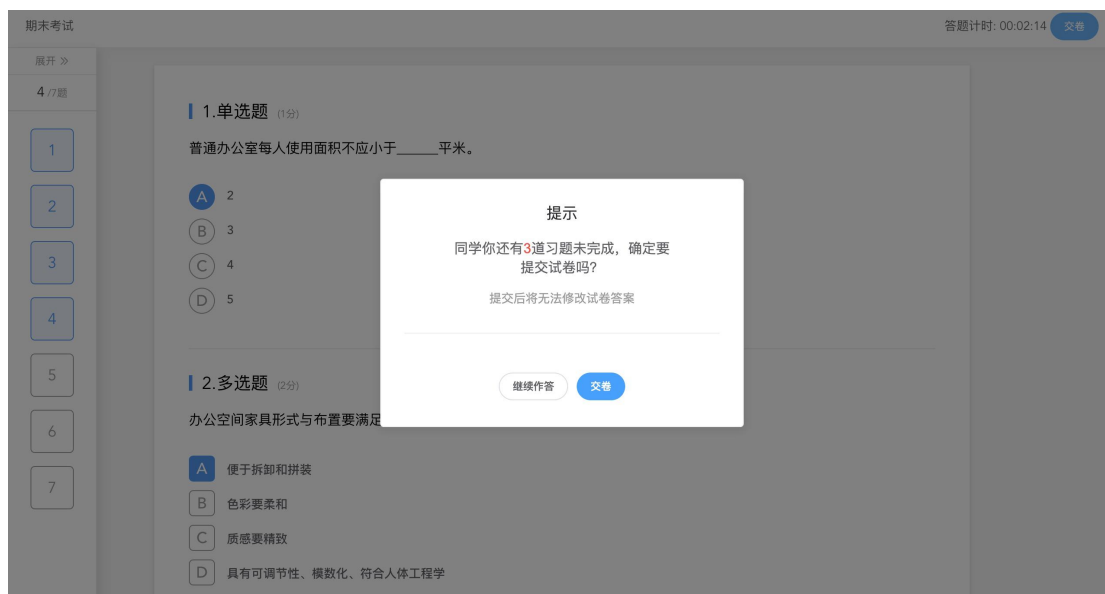 期末考试
答题计时: 00:02:14 交卷
展开 »
4 /7题
1
2
3
4
5
6
7
1.单选题 (1分)
普通办公室每人使用面积不应小于______平米。
A 2
B 3
C 4
D 5
2.多选题 (2分)
办公空间家具形式与布置要满足
A 便于拆卸和拼装
B 色彩要柔和
C 质感要精致
D 具有可调节性、模数化、符合人体工程学
提示
同学你还有3道习题未完成，确定要
提交试卷吗?
提交后将无法修改试卷答案
继续作答 交卷